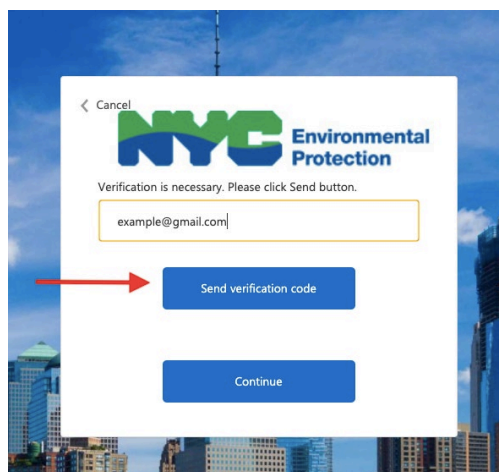 Cancel
NYC
Environmental
Protection
Verification is necessary. Please click Send button.
example@gmail.com
Send verification code
Continue